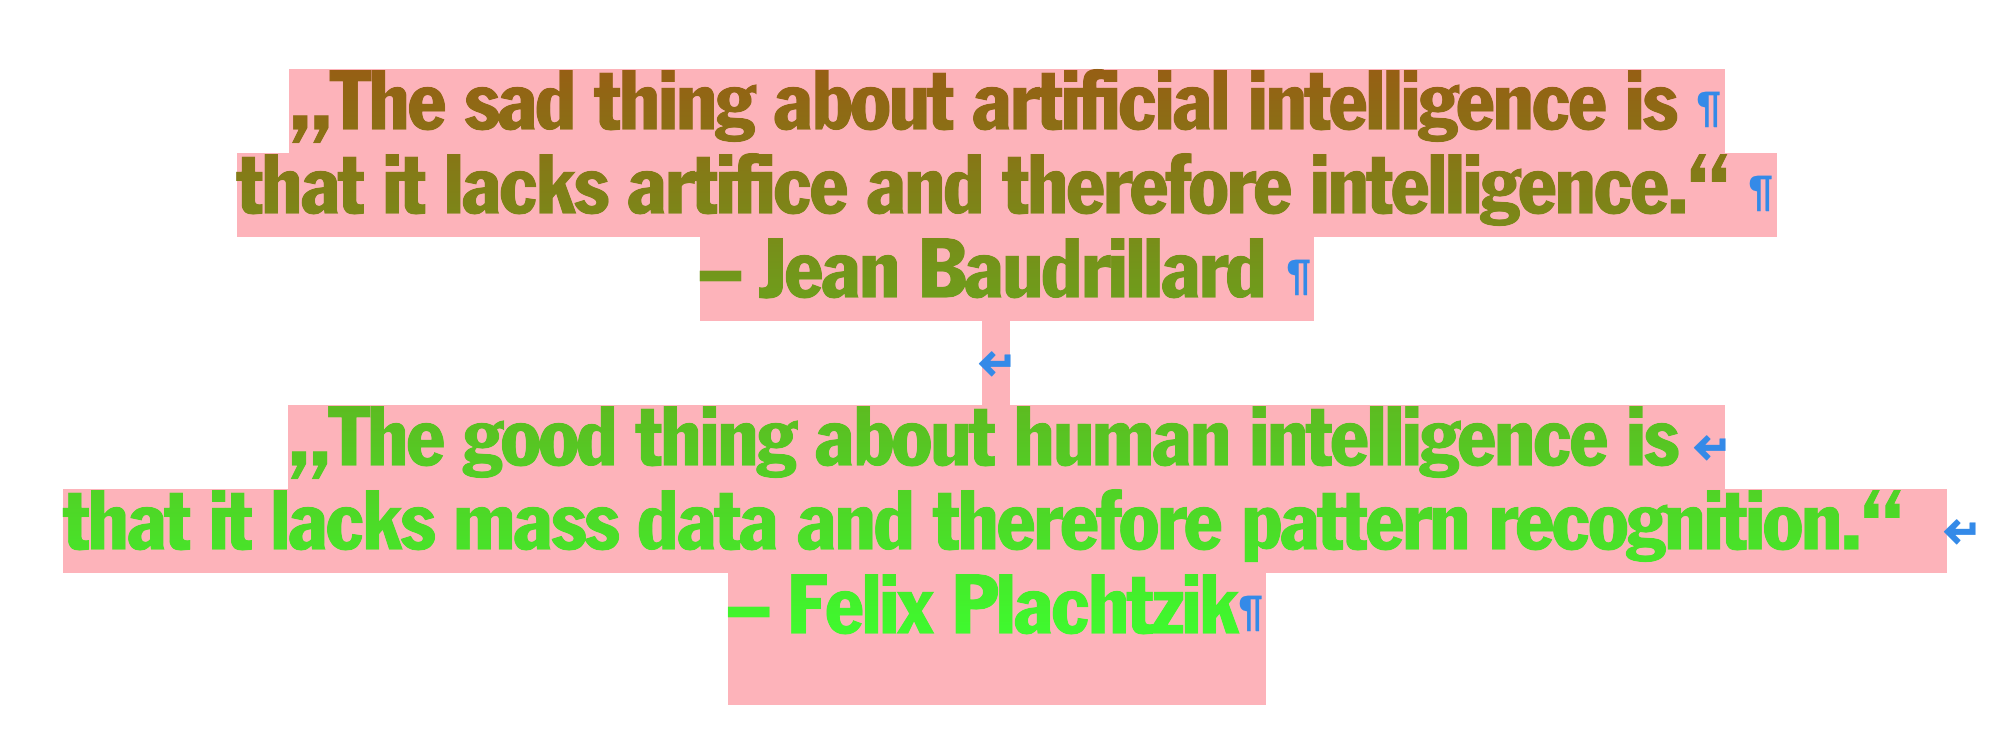 „The sad thing about artificial intelligence is ¶
that it lacks artifice and therefore intelligence.“ ¶
– Jean Baudrillard ¶
↵
„The good thing about human intelligence is ↵
that it lacks mass data and therefore pattern recognition.“ ↵
– Felix Plachtzik¶